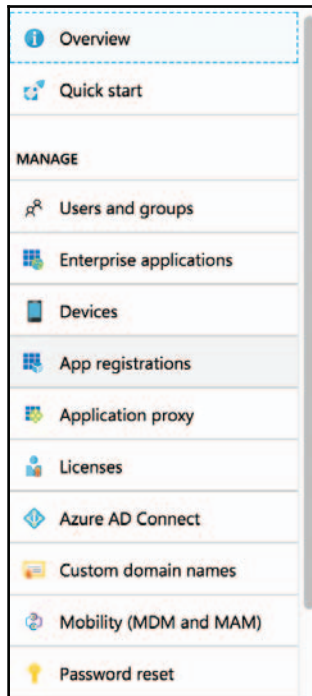 Overview
Quick start
MANAGE
Users and groups
Enterprise applications
Devices
App registrations
Application proxy
Licenses
Azure AD Connect
Custom domain names
Mobility (MDM and MAM)
Password reset